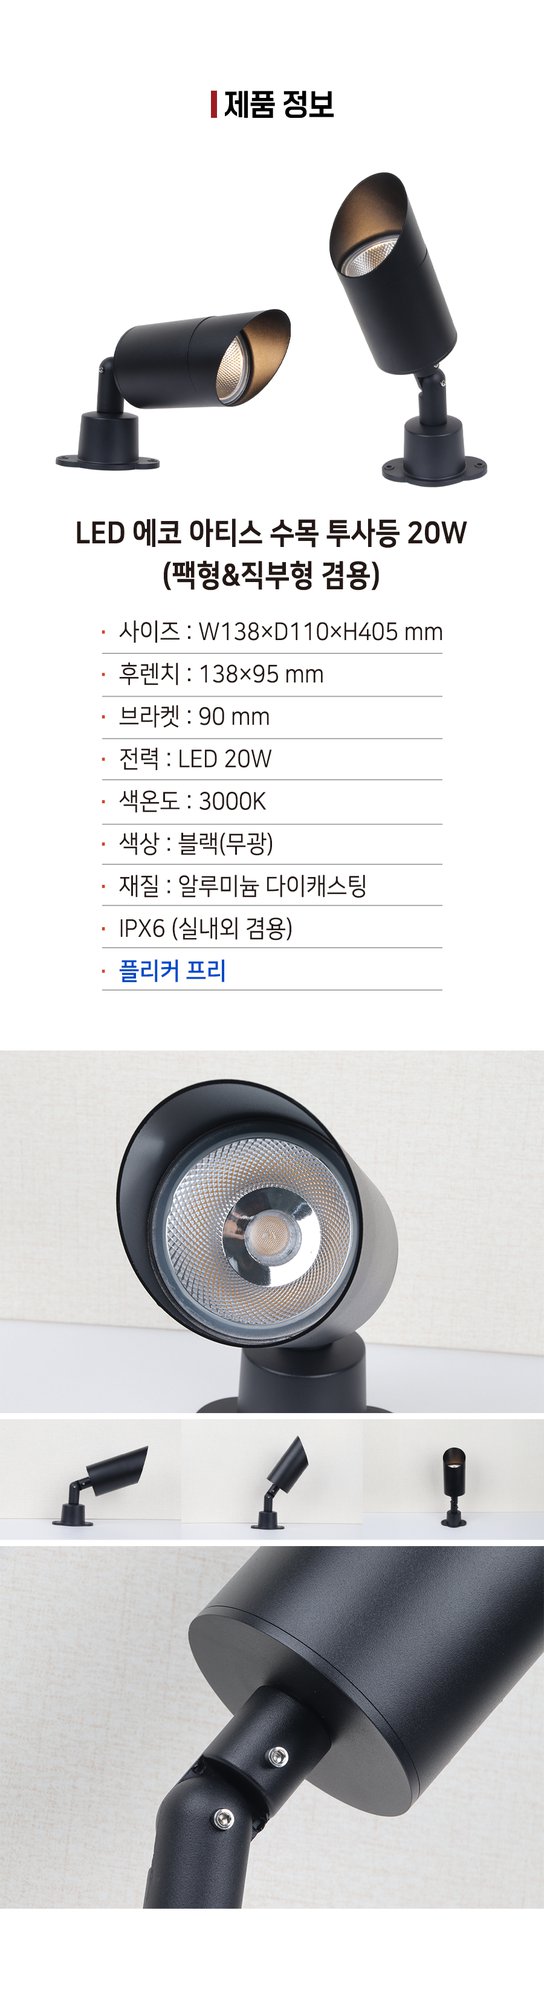 제품 정보
LED 에코 아티스 수목 투사등 20W
(팩형&직부형 겸용)
· 사이즈 : W138×D110×H405 mm
· 후렌치 : 138×95 mm
· 브라켓 : 90 mm
· 전력 : LED 20W
· 색온도 : 3000K
· 색상 : 블랙(무광)
· 재질 : 알루미늄 다이캐스팅
· IPX6 (실내외 겸용)
· 플리커 프리